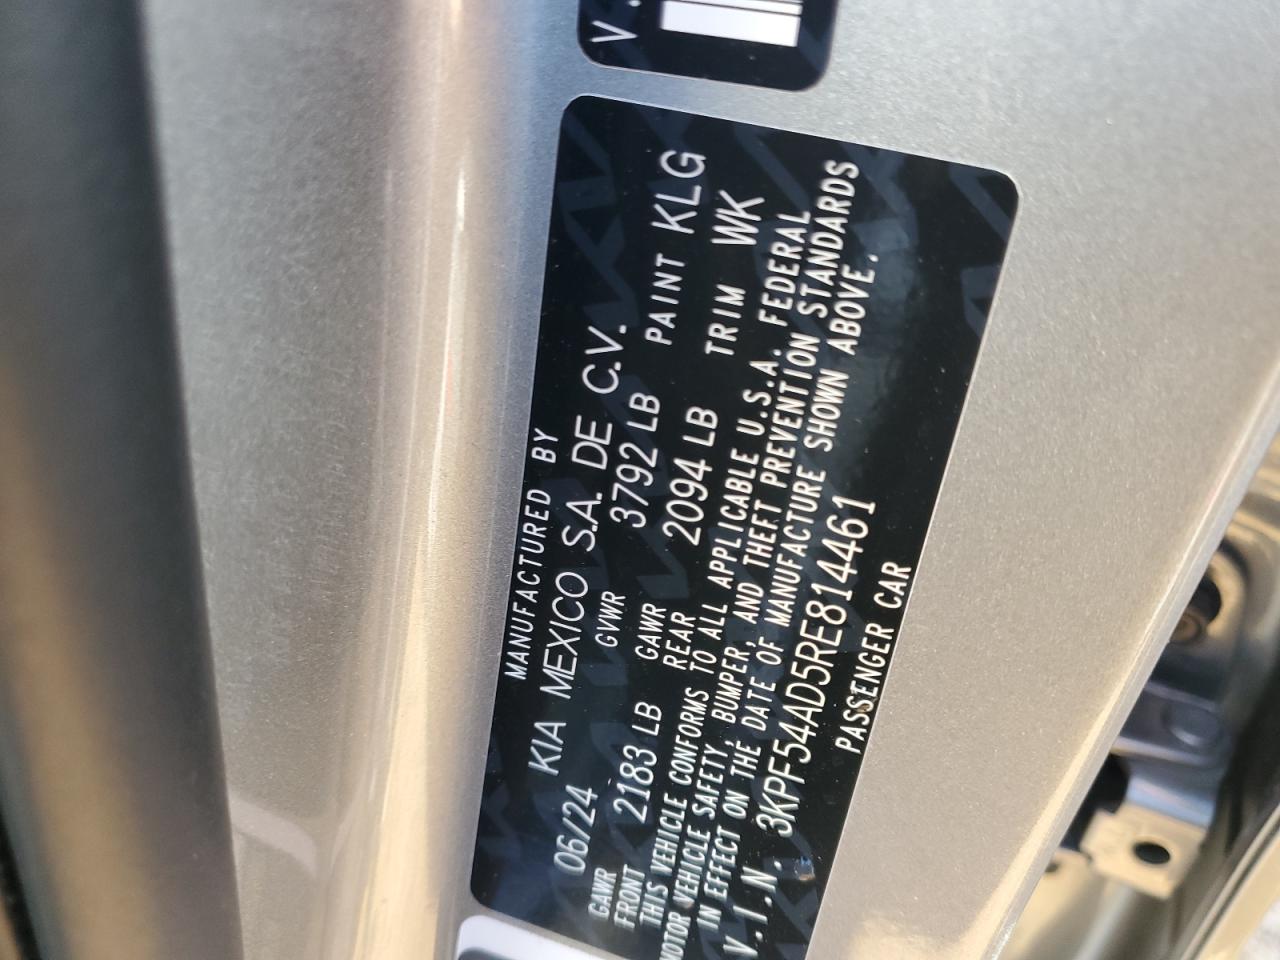 V.
MANUFACTURED BY
KIA MEXICO S.A. DE C.V.
06/24 GVWR 3792 LB PAINT KLG
GAWR FRONT 2183 LB GAWR REAR 2094 LB TRIM WK
THIS VEHICLE CONFORMS TO ALL APPLICABLE U.S.A. FEDERAL
MOTOR VEHICLE SAFETY, BUMPER, AND THEFT PREVENTION STANDARDS
IN EFFECT ON THE DATE OF MANUFACTURE SHOWN ABOVE.
V.I.N. 3KPF54AD5RE814461
PASSENGER CAR